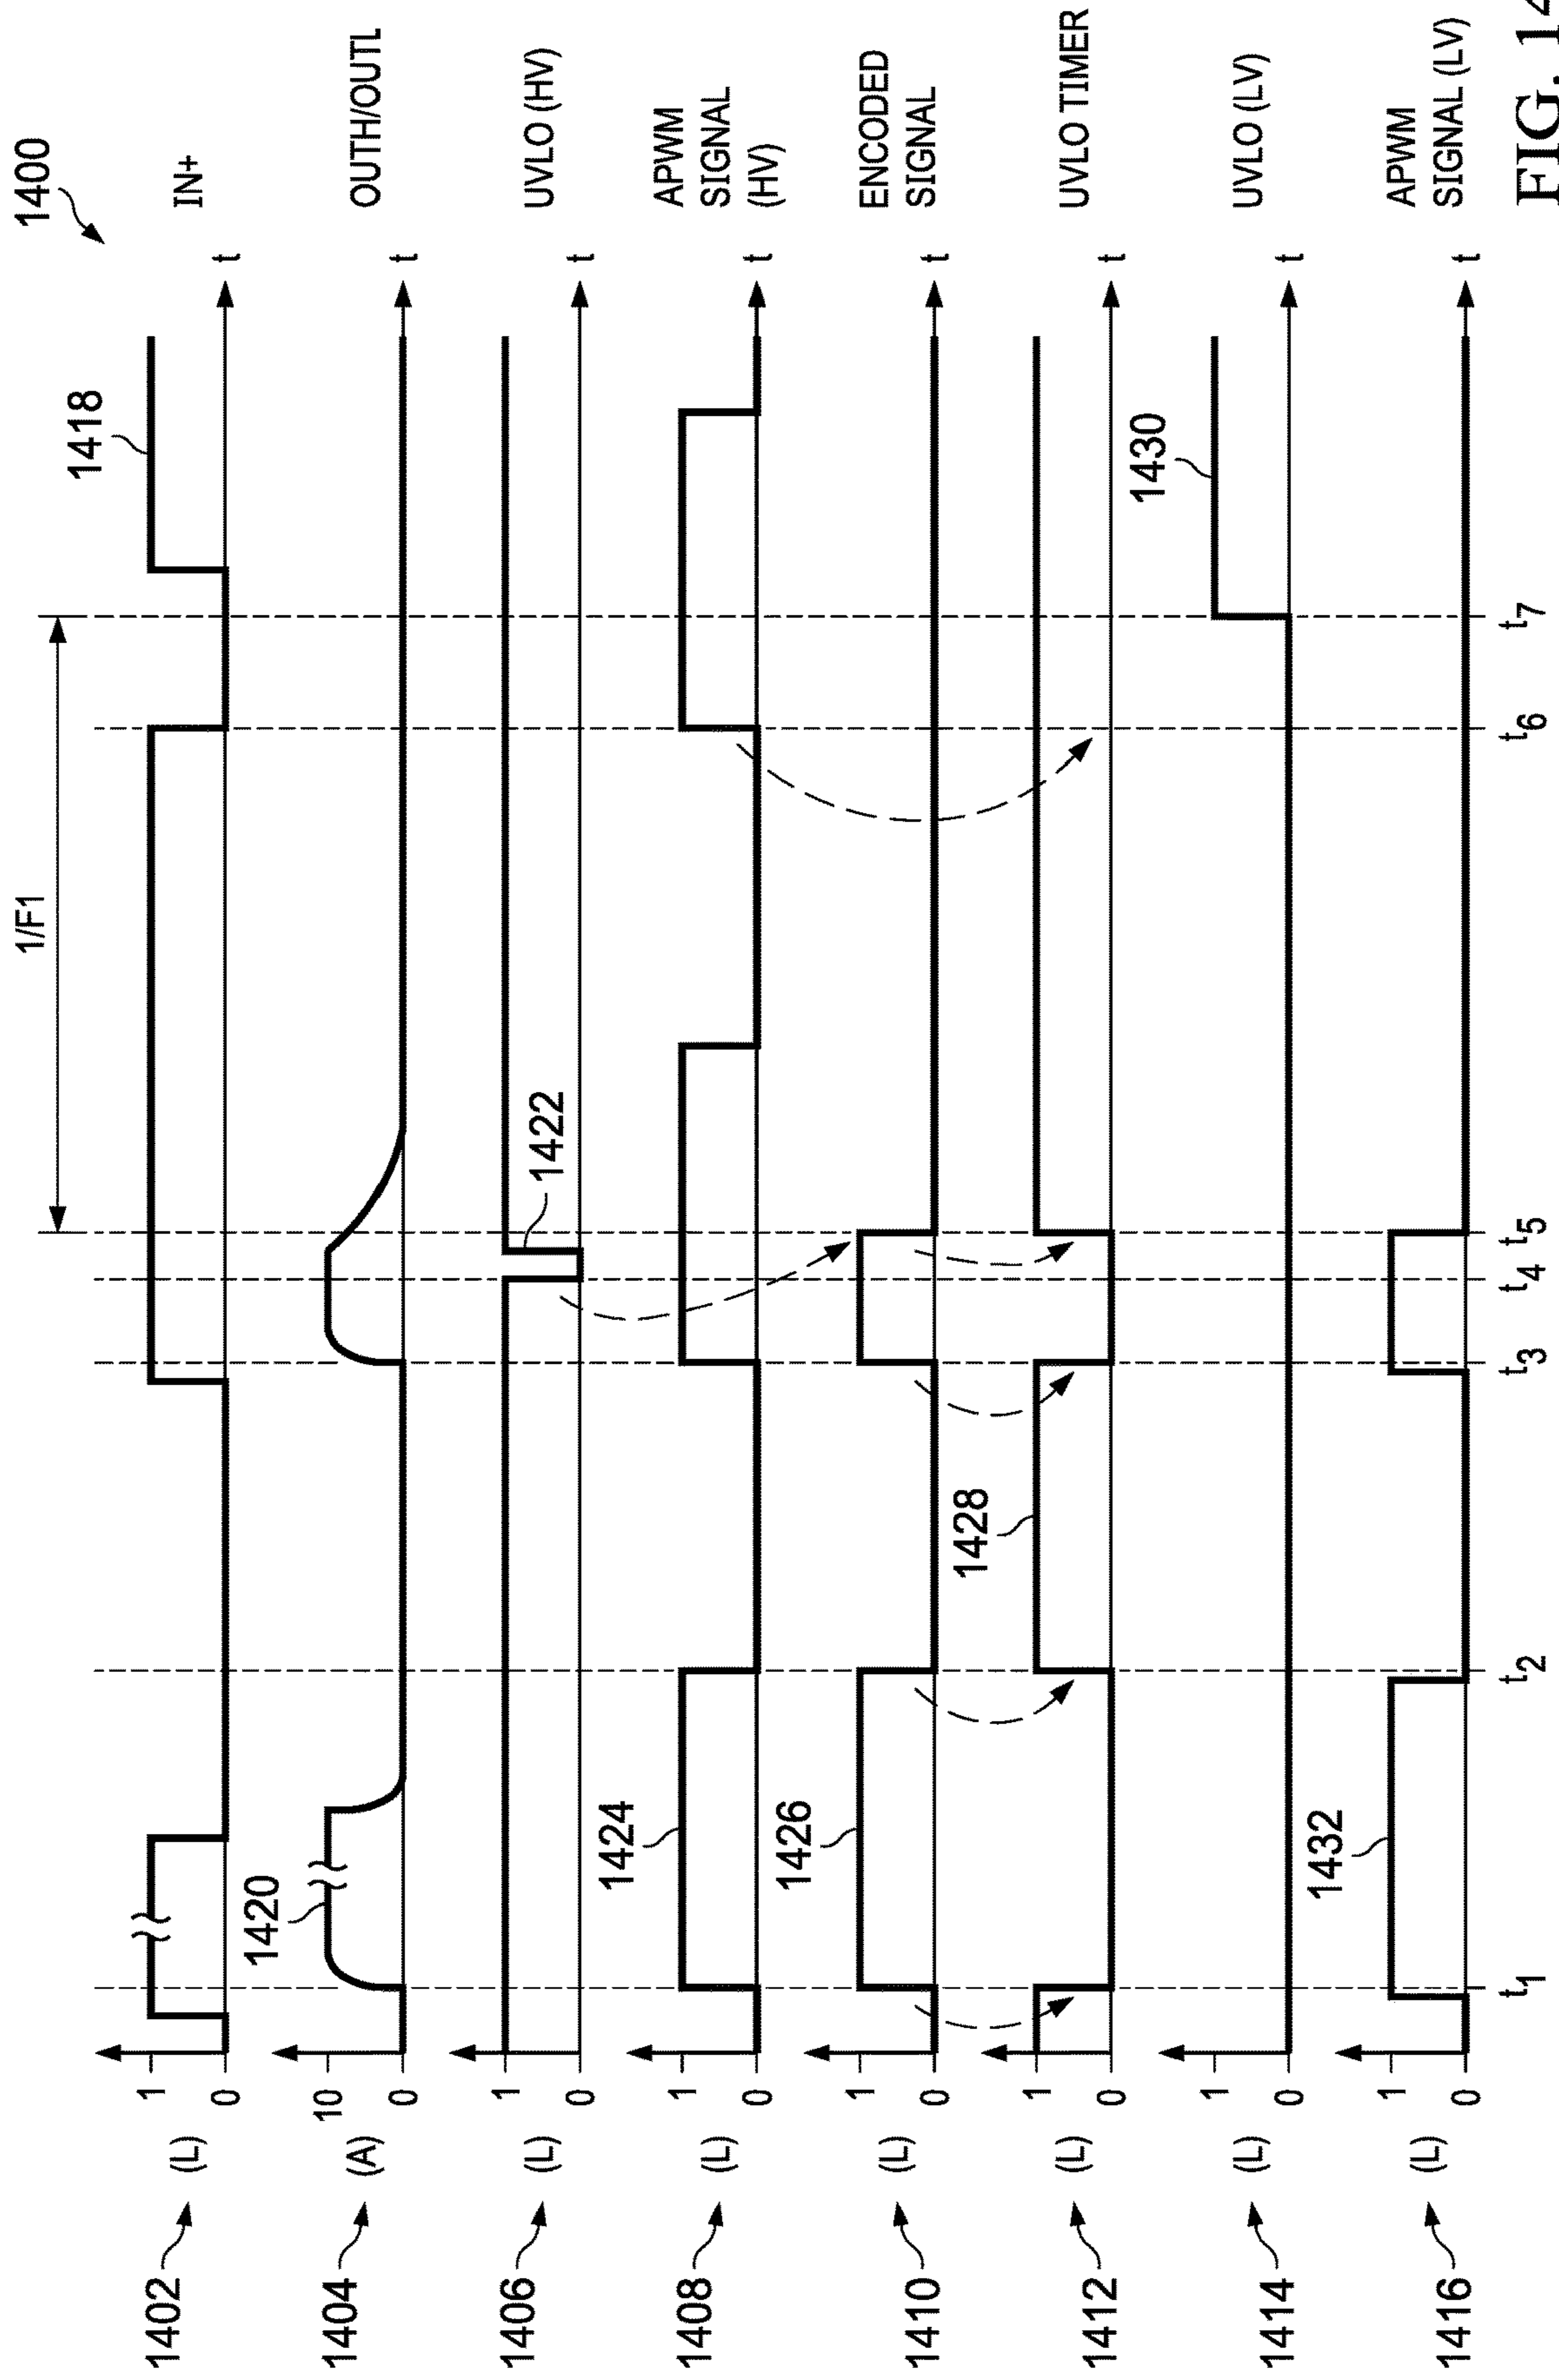 1400
1/F1
1418
1402
(L)
1
0
t
IN+
1404
(A)
10
0
1420
t
OUTH/OUTL
1406
(L)
1
0
1422
t
UVLO (HV)
1408
(L)
1
0
1424
t
APWM
SIGNAL
(HV)
1410
(L)
1
0
1426
t
ENCODED
SIGNAL
1412
(L)
1
0
1428
t
UVLO TIMER
1414
(L)
1
0
1430
t
UVLO (LV)
1416
(L)
1
0
1432
t
APWM
SIGNAL (LV)
t1
t2
t3
t4
t5
t6
t7
FIG. 14